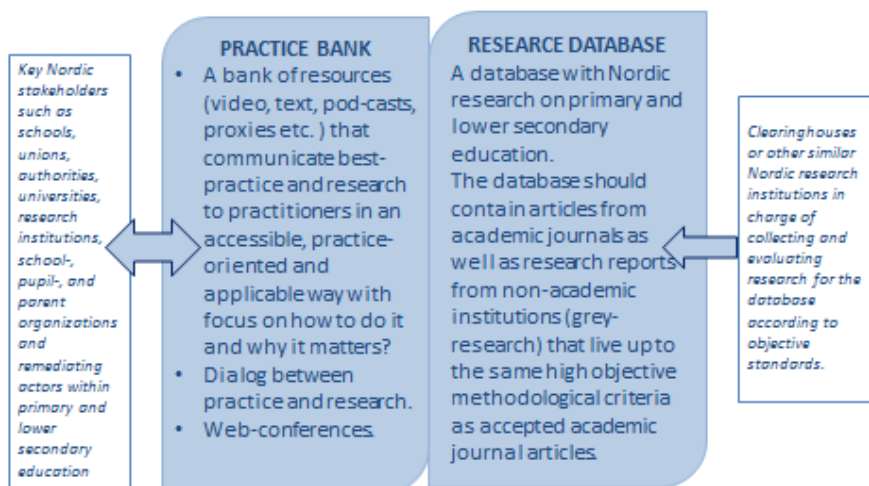 Key Nordic
stakeholders
such as
schools,
unions,
authorities,
universities,
research
institutions,
school-,
pupil-, and
parent
organizations
and
remediating
actors within
primary and
lower
secondary
education
PRACTICE BANK
• A bank of resources
(video, text, pod-casts,
proxies etc. ) that
communicate best-
practice and research
to practitioners in an
accessible, practice-
oriented and
applicable way with
focus on how to do it
and why it matters?
• Dialog between
practice and research.
• Web-conferences.
RESEARCH DATABASE
A database with Nordic
research on primary and
lower secondary
education.
The database should
contain articles from
academic journals as
well as research reports
from non-academic
institutions (grey-
research) that live up to
the same high objective
methodological criteria
as accepted academic
journal articles.
Clearinghouses
or other similar
Nordic research
institutions in
charge of
collecting and
evaluating
research for the
database
according to
objective
standards.